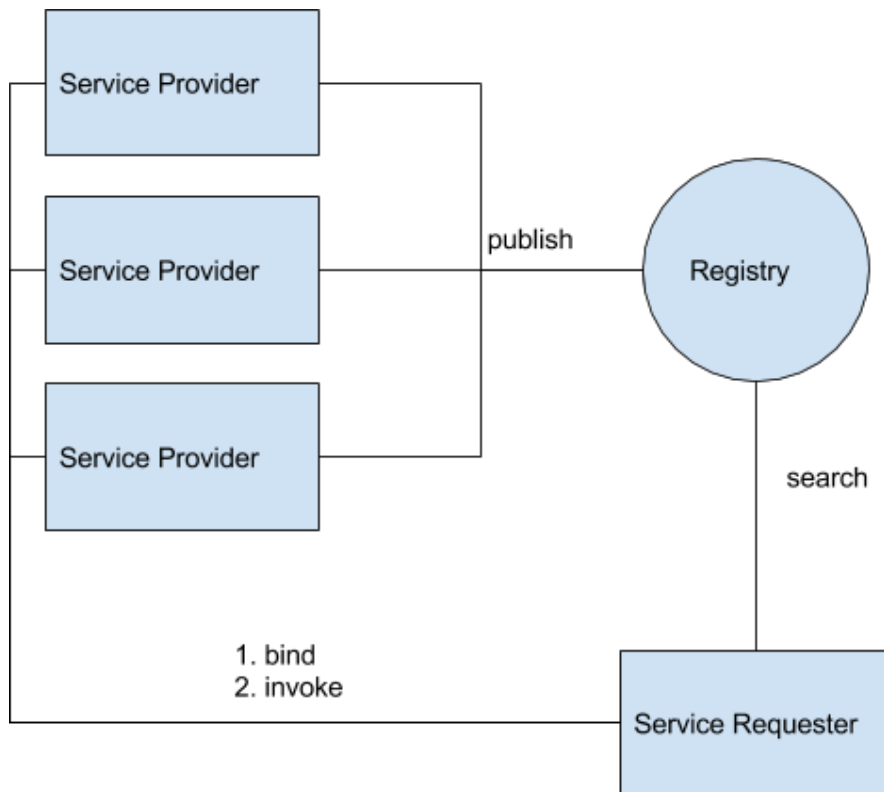 Service Provider
publish
Service Provider
Registry
Service Provider
search
1. bind
2. invoke
Service Requester